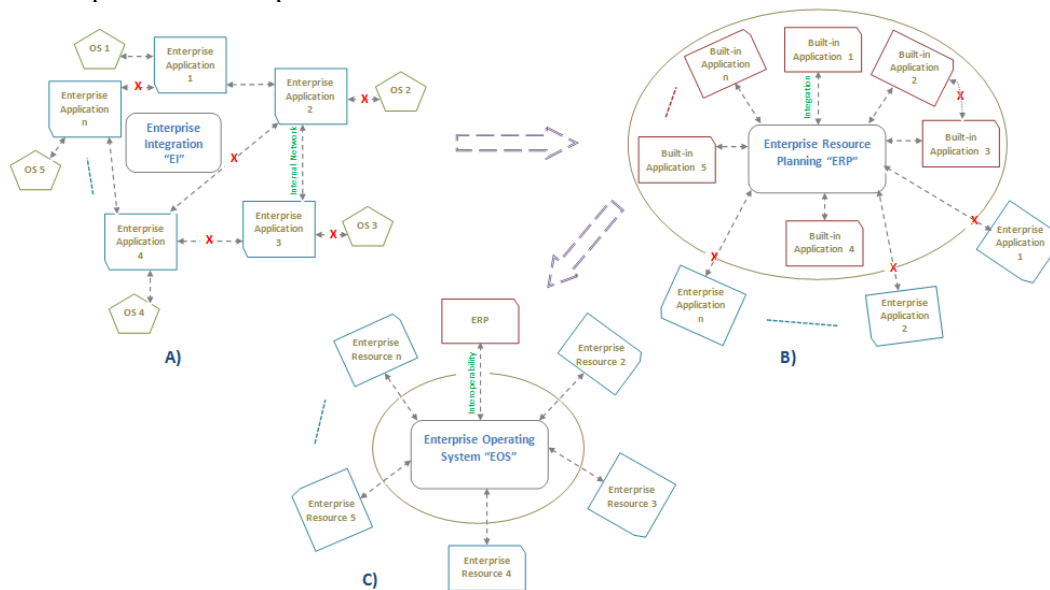 OS 1
Enterprise
Application
1
Enterprise
Application
2
OS 2
Enterprise
Application
n
X
X
Enterprise
Integration
"EI"
X
Internal Network
OS 5
Enterprise
Application
4
X
Enterprise
Application
3
X
OS 3
OS 4
A)
Built-in
Application
n
Built-in
Application 1
Built-in
Application
2
X
Integration
Built-in
Application 5
Enterprise Resource
Planning "ERP"
Built-in
Application 3
Built-in
Application 4
X
X
X
Enterprise
Application
1
Enterprise
Application
n
Enterprise
Application
2
B)
ERP
Enterprise
Resource n
Enterprise
Resource 2
Interoperability
Enterprise Operating
System "EOS"
Enterprise
Resource 5
Enterprise
Resource 3
Enterprise
Resource 4
C)